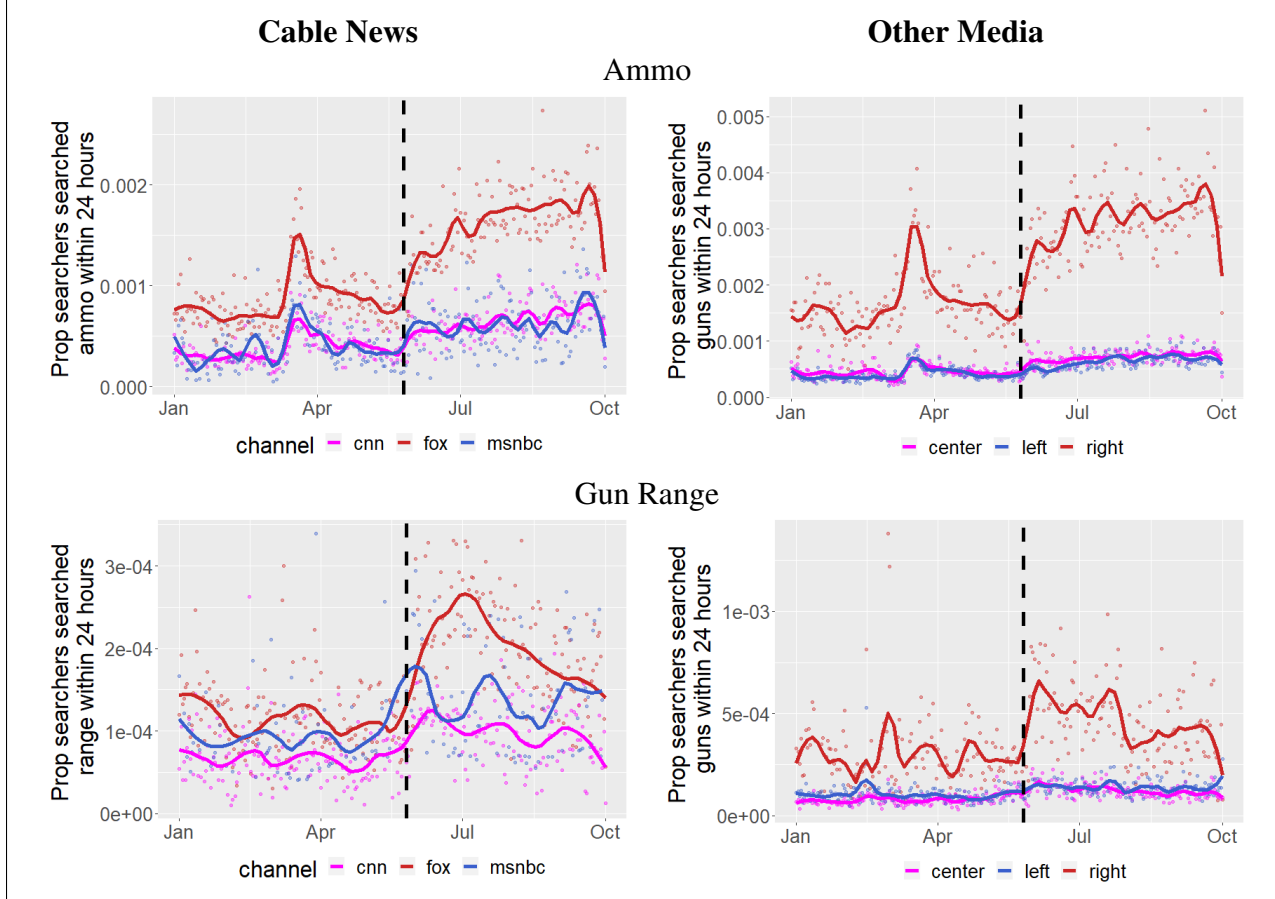 Cable News Other Media
Ammo
Prop searchers searched
ammo within 24 hours
0.002
0.001
0.000
Jan Apr Jul Oct
channel cnn fox msnbc
Prop searchers searched
guns within 24 hours
0.005
0.004
0.003
0.002
0.001
0.000
Jan Apr Jul Oct
center left right
Gun Range
Prop searchers searched
range within 24 hours
3e-04
2e-04
1e-04
0e+00
Jan Apr Jul Oct
channel cnn fox msnbc
Prop searchers searched
guns within 24 hours
1e-03
5e-04
0e+00
Jan Apr Jul Oct
center left right